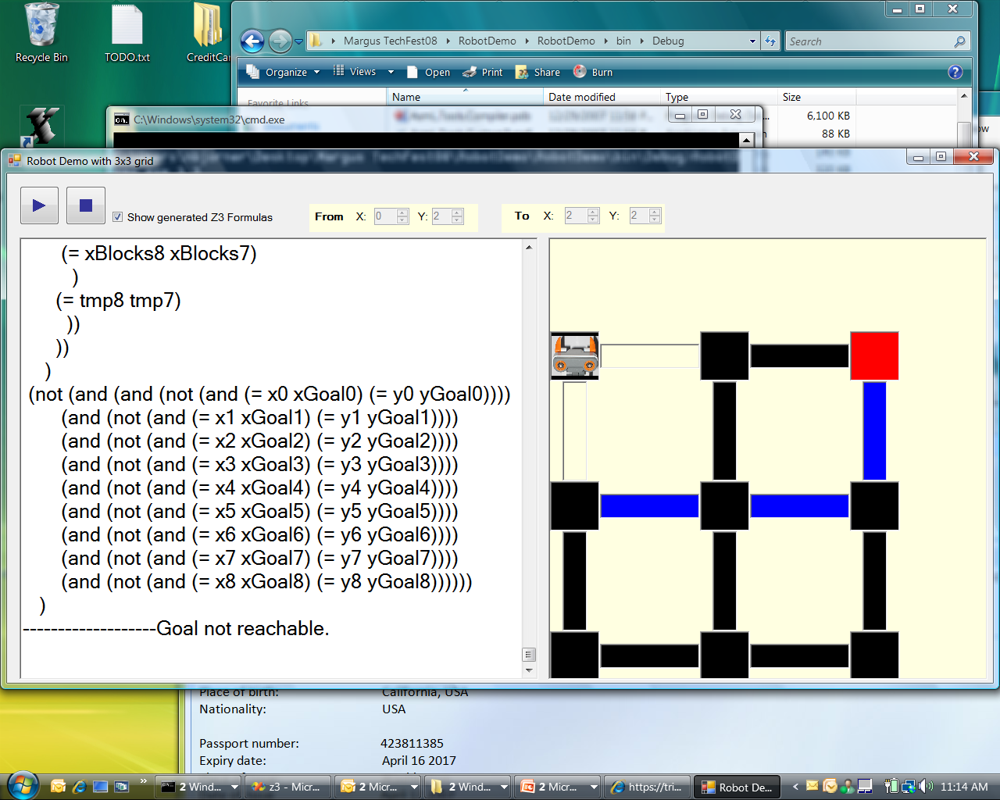 Recycle Bin
TODO.txt
CreditCar
Margus TechFest08 RobotDemo RobotDemo bin Debug
Search
Organize Views Open Print Share Burn
Favorite Links
Name Date modified Type Size
6,100 KB
88 KB
C:\Windows\system32\cmd.exe
Robot Demo with 3x3 grid
Show generated Z3 Formulas
From X: 0 Y: 2
To X: 2 Y: 2
(= xBlocks8 xBlocks7)
)
(= tmp8 tmp7)
))
))
)
(not (and (and (not (and (= x0 xGoal0) (= y0 yGoal0))))
(and (not (and (= x1 xGoal1) (= y1 yGoal1))))
(and (not (and (= x2 xGoal2) (= y2 yGoal2))))
(and (not (and (= x3 xGoal3) (= y3 yGoal3))))
(and (not (and (= x4 xGoal4) (= y4 yGoal4))))
(and (not (and (= x5 xGoal5) (= y5 yGoal5))))
(and (not (and (= x6 xGoal6) (= y6 yGoal6))))
(and (not (and (= x7 xGoal7) (= y7 yGoal7))))
(and (not (and (= x8 xGoal8) (= y8 yGoal8))))))
)
-------------------Goal not reachable.
Place of birth: California, USA
Nationality: USA
Passport number: 423811385
Expiry date: April 16 2017
2 Wind... z3 - Micr... 2 Micr... 2 Wind... 2 Micr... https://tri... Robot De... 11:14 AM